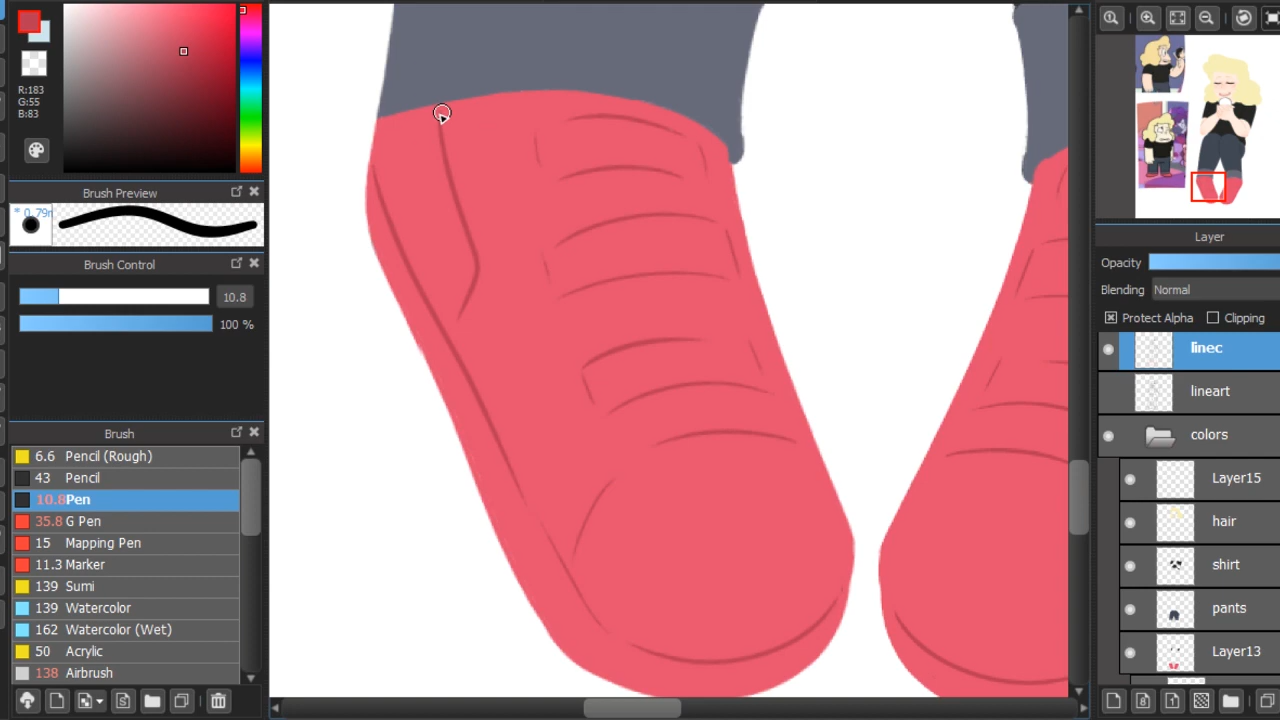 R:183
G:55
B:83
Brush Preview
* 0.79
Brush Control
10.8
100 %
Brush
6.6 Pencil (Rough)
43 Pencil
10.8 Pen
35.8 G Pen
15 Mapping Pen
11.3 Marker
139 Sumi
139 Watercolor
162 Watercolor (Wet)
50 Acrylic
138 Airbrush
Layer
Opacity
Blending Normal
Protect Alpha Clipping
linec
lineart
colors
Layer15
hair
shirt
pants
Layer13